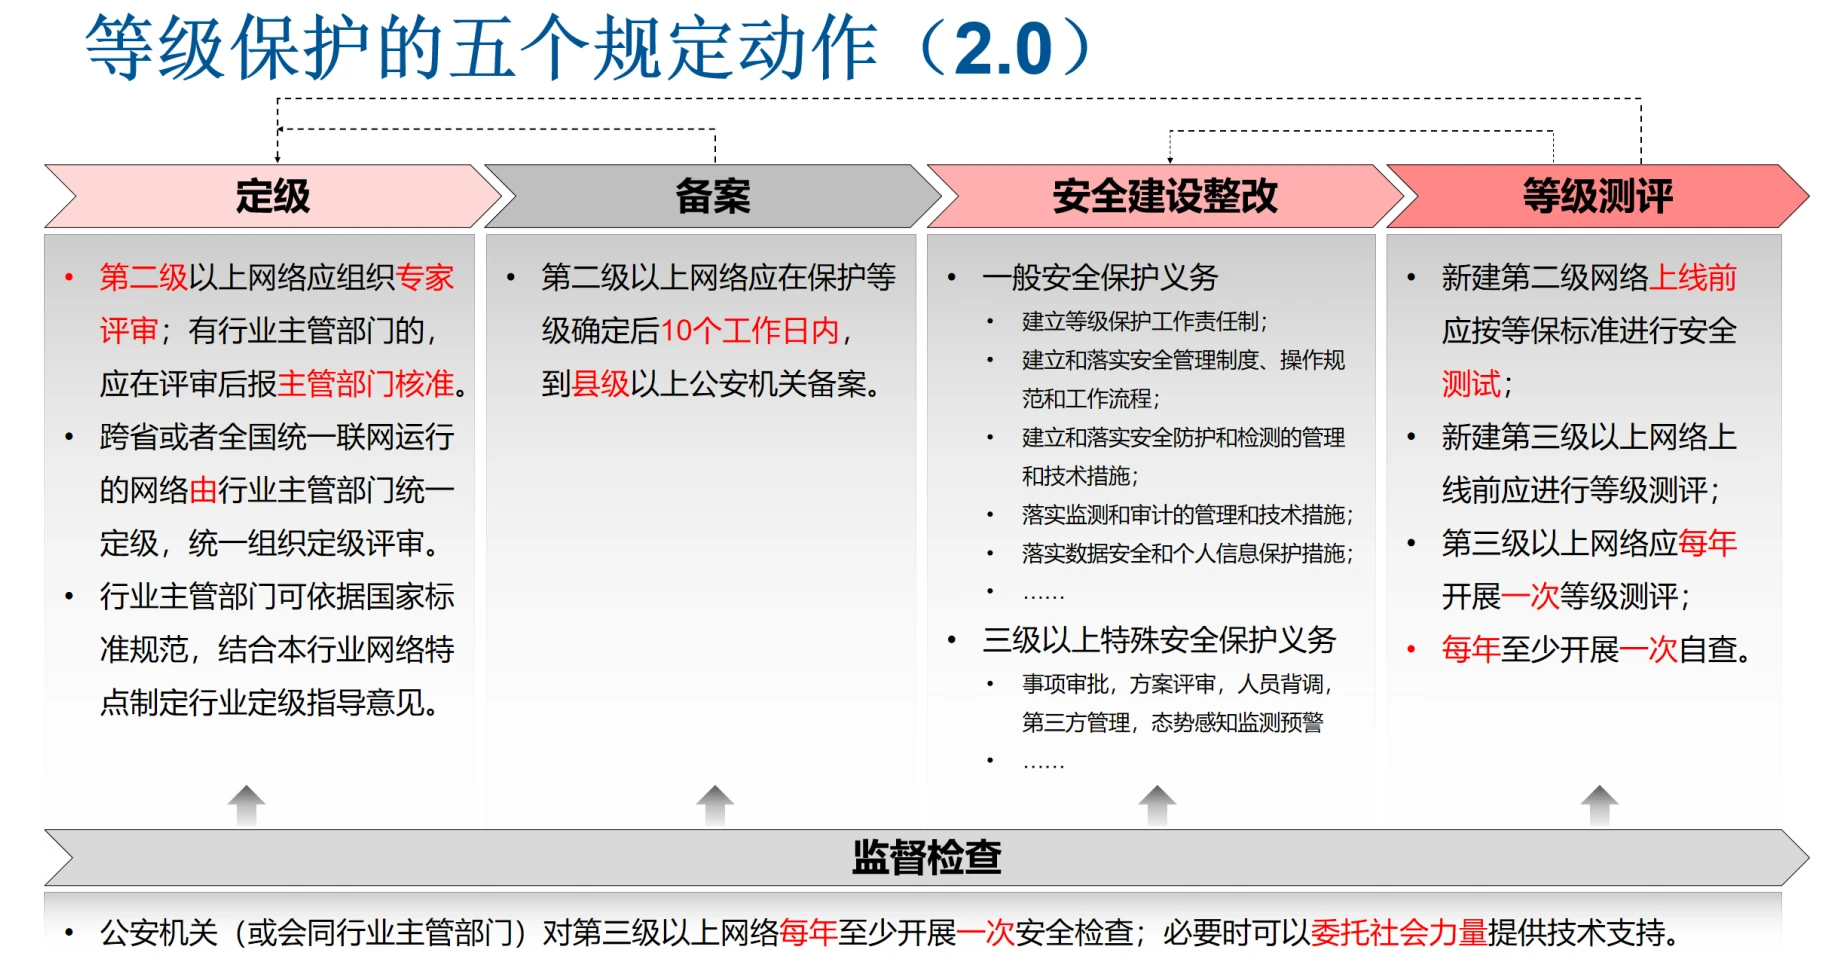 等级保护的五个规定动作（2.0）
定级
备案
安全建设整改
等级测评
• 第二级以上网络应组织专家
评审；有行业主管部门的，
应在评审后报主管部门核准。
• 跨省或者全国统一联网运行
的网络由行业主管部门统一
定级，统一组织定级评审。
• 行业主管部门可依据国家标
准规范，结合本行业网络特
点制定行业定级指导意见。
• 第二级以上网络应在保护等
级确定后10个工作日内，
到县级以上公安机关备案。
• 一般安全保护义务
• 建立等级保护工作责任制；
• 建立和落实安全管理制度、操作规
范和工作流程；
• 建立和落实安全防护和检测的管理
和技术措施；
• 落实监测和审计的管理和技术措施；
• 落实数据安全和个人信息保护措施；
• ……
• 三级以上特殊安全保护义务
• 事项审批，方案评审，人员背调，
第三方管理，态势感知监测预警
• ……
• 新建第二级网络上线前
应按等保标准进行安全
测试；
• 新建第三级以上网络上
线前应进行等级测评；
• 第三级以上网络应每年
开展一次等级测评；
• 每年至少开展一次自查。
监督检查
• 公安机关（或会同行业主管部门）对第三级以上网络每年至少开展一次安全检查；必要时可以委托社会力量提供技术支持。